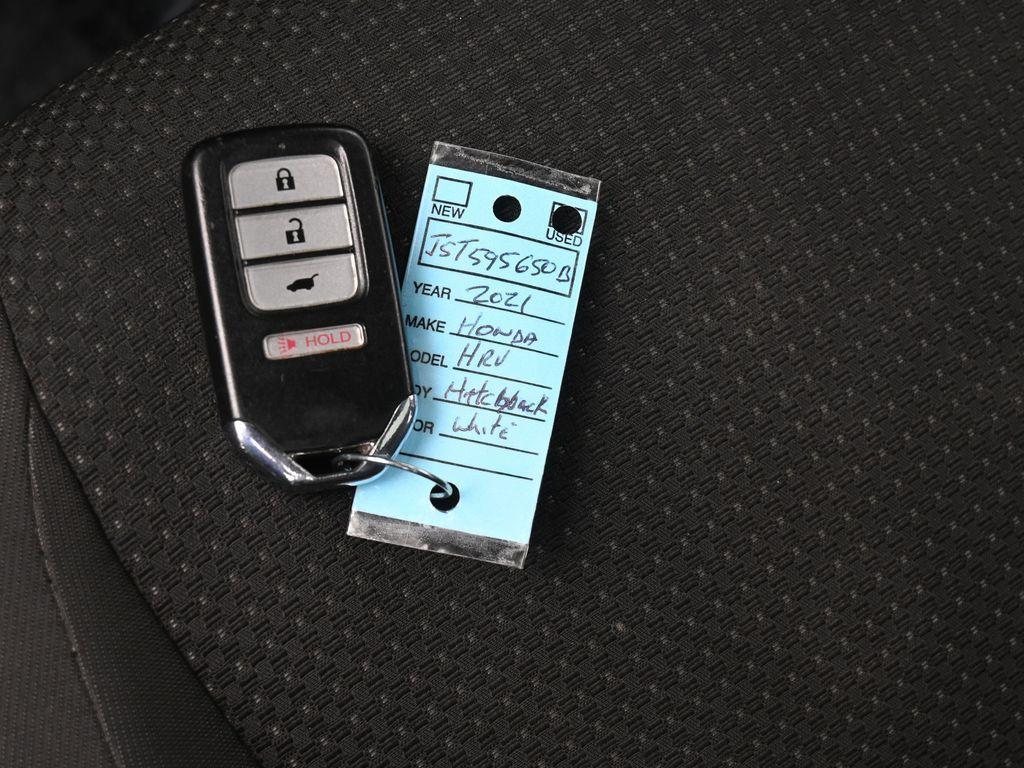 NEW
USED
JST595650B
YEAR 2021
MAKE HONDA
ODEL HRV
DY Hatchback
OR white
HOLD